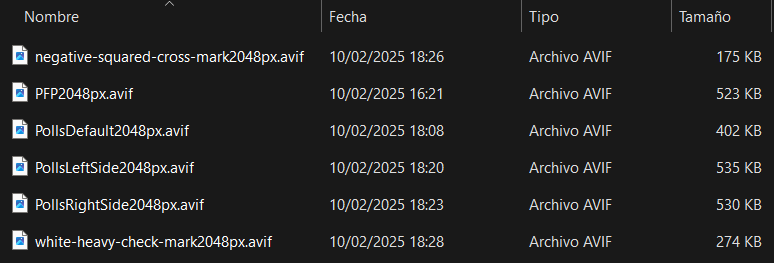 Nombre Fecha Tipo Tamaño
negative-squared-cross-mark2048px.avif 10/02/2025 18:26 Archivo AVIF 175 KB
PFP2048px.avif 10/02/2025 16:21 Archivo AVIF 523 KB
PollsDefault2048px.avif 10/02/2025 18:08 Archivo AVIF 402 KB
PollsLeftSide2048px.avif 10/02/2025 18:20 Archivo AVIF 535 KB
PollsRightSide2048px.avif 10/02/2025 18:23 Archivo AVIF 530 KB
white-heavy-check-mark2048px.avif 10/02/2025 18:28 Archivo AVIF 274 KB